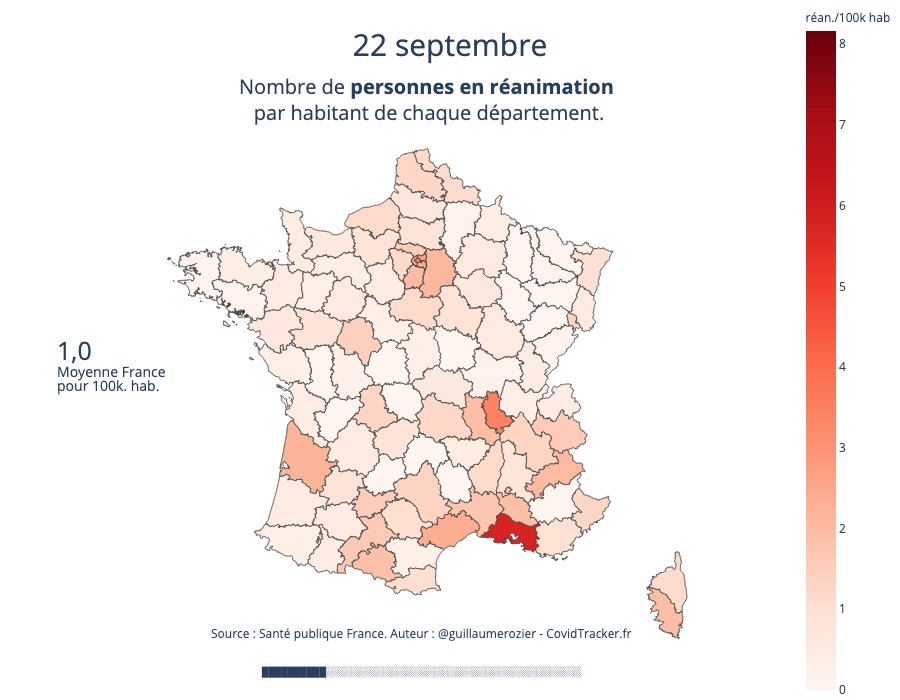 réan./100k hab
22 septembre
Nombre de personnes en réanimation
par habitant de chaque département.
8
7
6
5
4
3
2
1
0
1,0
Moyenne France
pour 100k. hab.
Source : Santé publique France. Auteur : @guillaumerozier - CovidTracker.fr